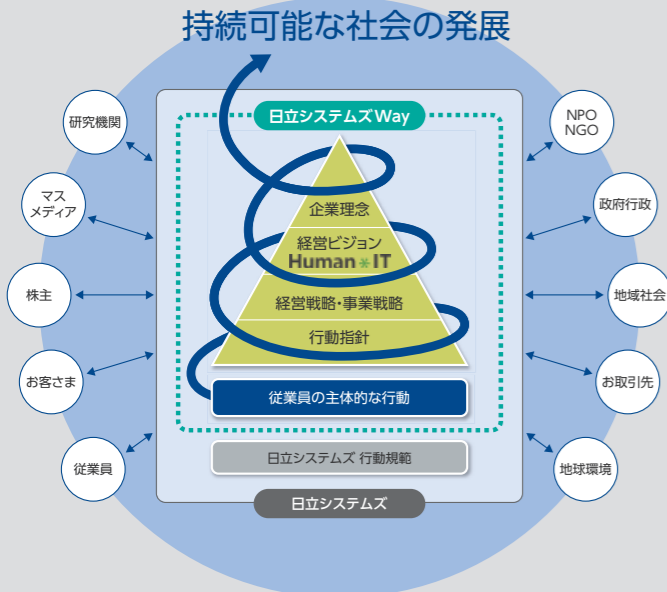 持続可能な社会の発展
日立システムズWay
研究機関
マス
メディア
株主
お客さま
従業員
企業理念
経営ビジョン
Human*IT
経営戦略・事業戦略
行動指針
従業員の主体的な行動
日立システムズ 行動規範
日立システムズ
NPO
NGO
政府行政
地域社会
お取引先
地球環境